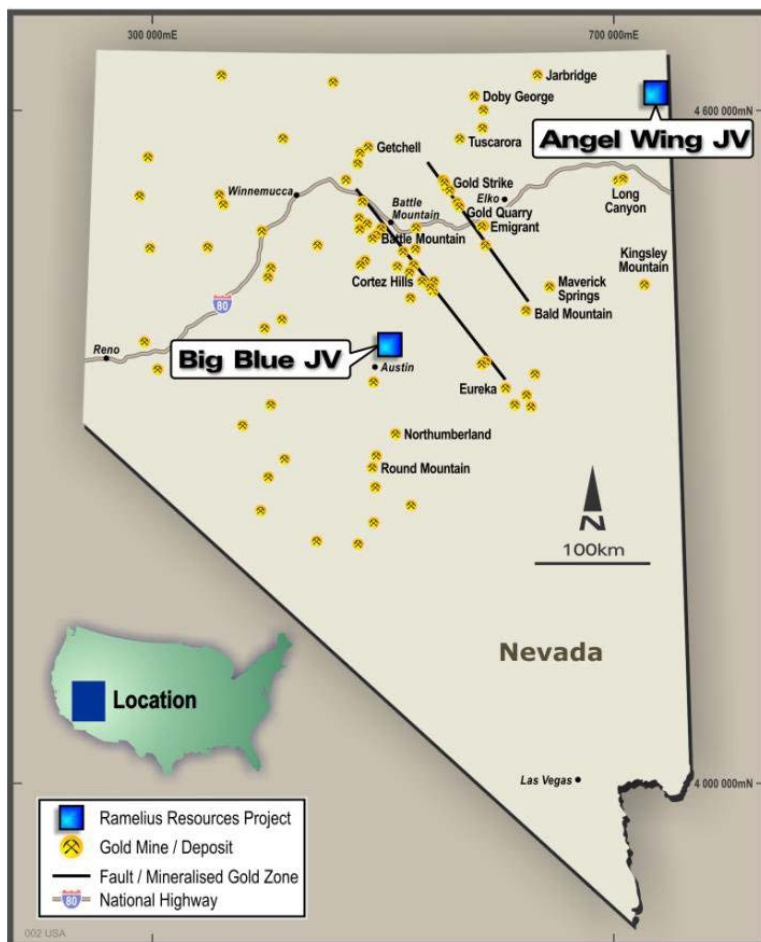 300 000mE
700 000mE
Jarbridge
Doby George
4 600 000mN
Angel Wing JV
Tuscarora
Getchell
Gold Strike
Winnemucca
Elko
Long
Canyon
Battle
Mountain
Gold Quarry
Emigrant
Battle Mountain
Kingsley
Mountain
Cortez Hills
Maverick
Springs
80
Bald Mountain
Reno
Big Blue JV
Austin
Eureka
Northumberland
Round Mountain
N
100km
Nevada
Location
Las Vegas
4 000 000mN
Ramelius Resources Project
Gold Mine / Deposit
Fault / Mineralised Gold Zone
80
National Highway
002 USA